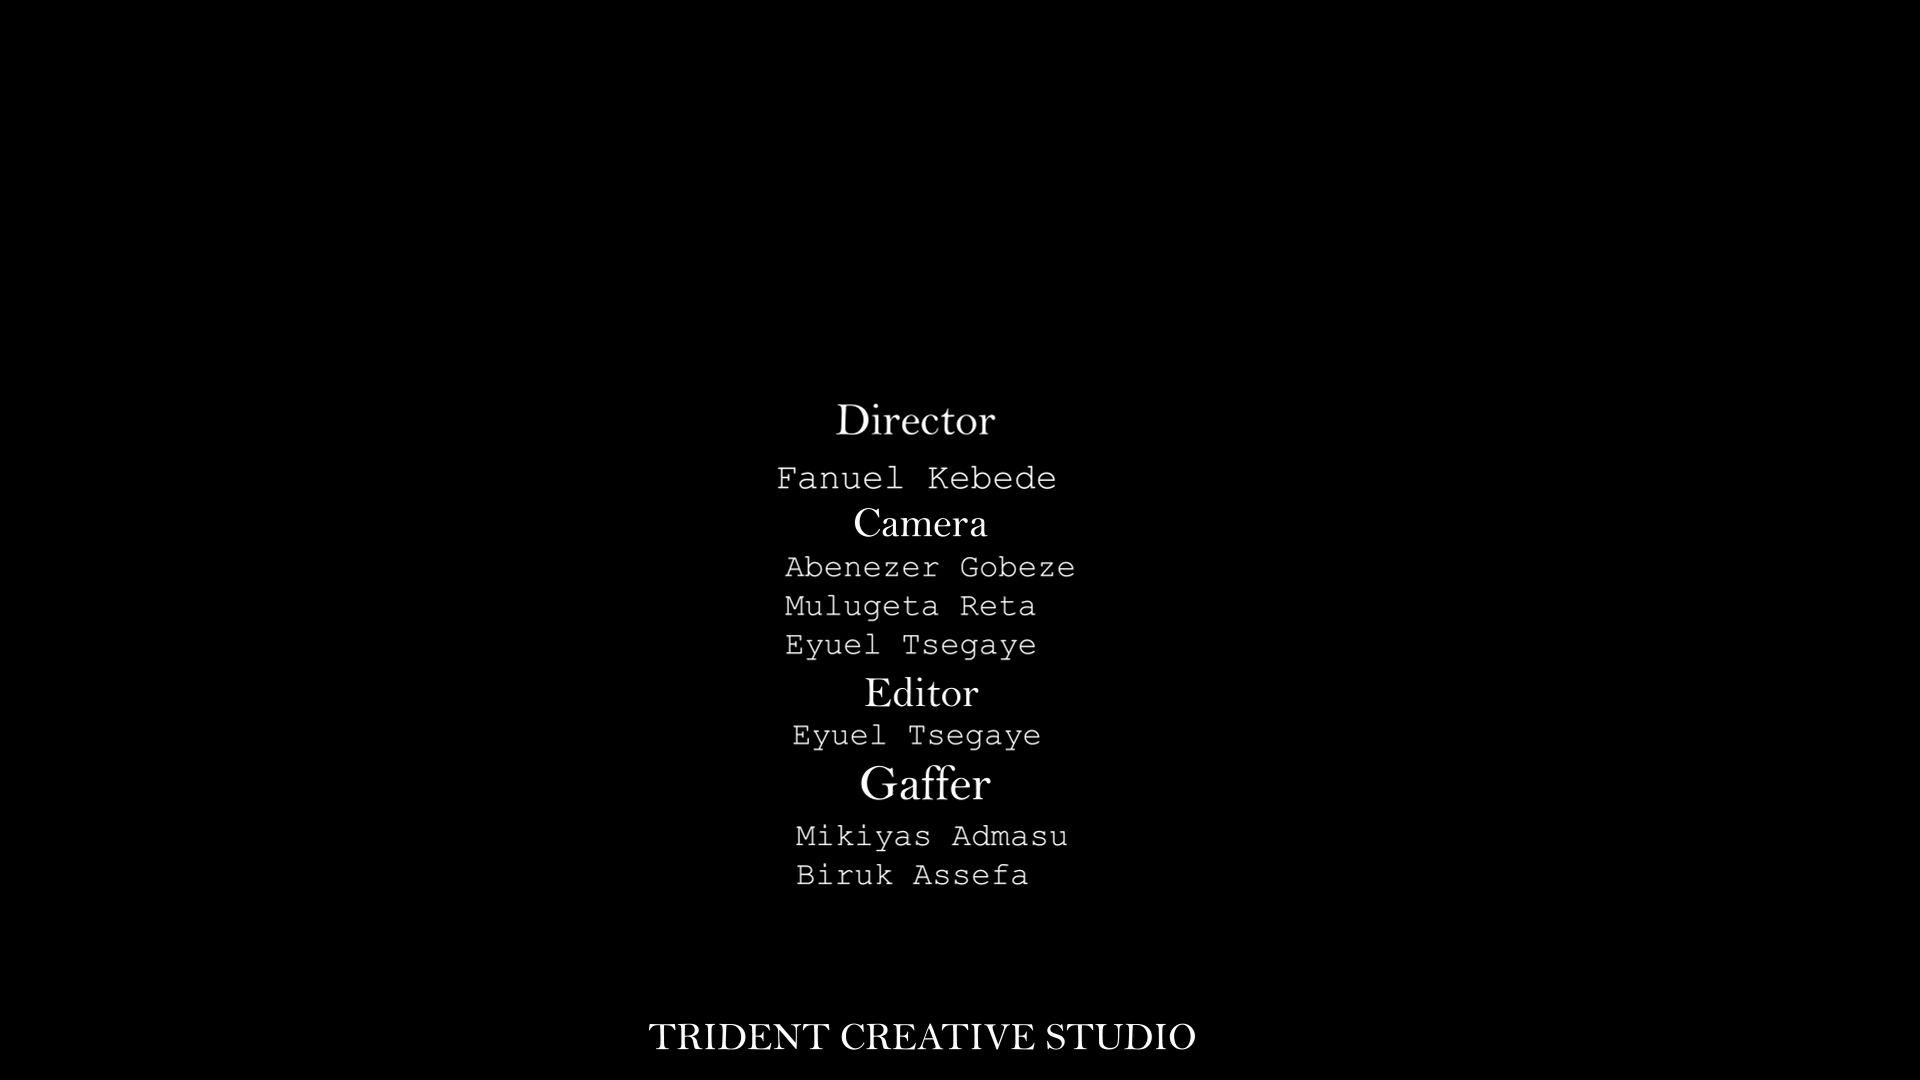 Director
Fanuel Kebede
Camera
Abenezer Gobeze
Mulugeta Reta
Eyuel Tsegaye
Editor
Eyuel Tsegaye
Gaffer
Mikiyas Admasu
Biruk Assefa
TRIDENT CREATIVE STUDIO